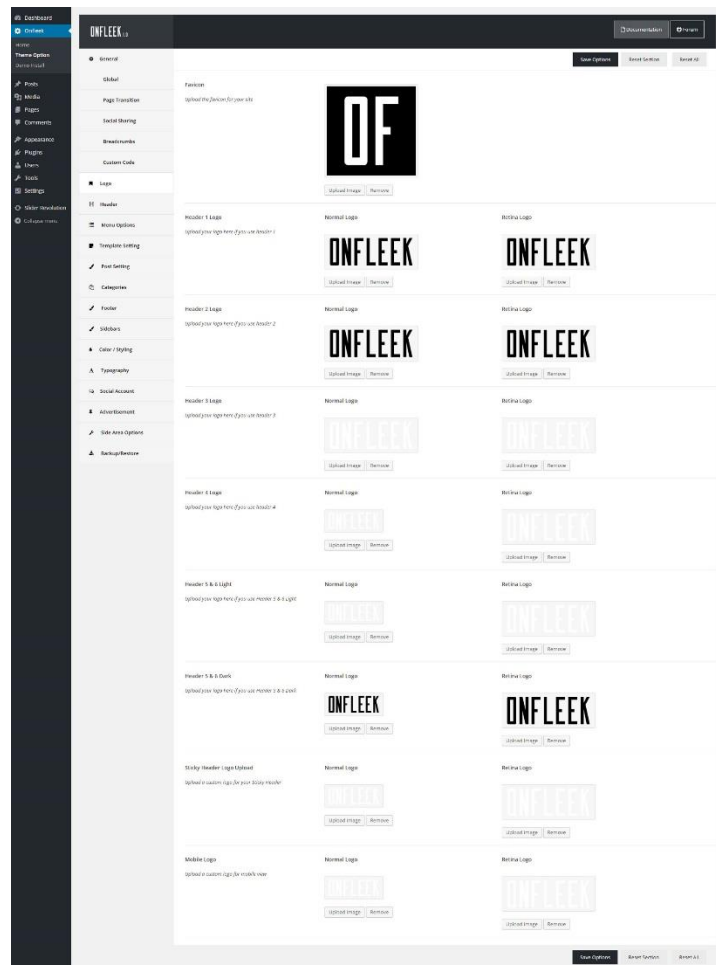 Dashboard
Onfleek
Home
Theme Option
Demo Install
Posts
Media
Pages
Comments
Appearance
Plugins
Users
Tools
Settings
Slider Revolution
Collapse menu
ONFLEEK
Documentation
Forum
General
Global
Page Transition
Social Sharing
Breadcrumbs
Custom Code
Logo
Header
Menu Options
Template Setting
Post Setting
Categories
Footer
Sidebars
Color / Styling
Typography
Social Account
Advertisement
Side Area Options
Backup/Restore
Save Options Reset Section Reset All
Favicon
Upload the favicon for your site
OF
Upload Image Remove
Header 1 Logo Normal Logo Retina Logo
Upload your logo here if you use header 1
ONFLEEK ONFLEEK
Upload Image Remove Upload Image Remove
Header 2 Logo Normal Logo Retina Logo
Upload your logo here if you use header 2
ONFLEEK ONFLEEK
Upload Image Remove Upload Image Remove
Header 3 Logo Normal Logo Retina Logo
Upload your logo here if you use header 3
ONFLEEK ONFLEEK
Upload Image Remove Upload Image Remove
Header 4 Logo Normal Logo Retina Logo
Upload your logo here if you use header 4
ONFLEEK ONFLEEK
Upload Image Remove Upload Image Remove
Header 5 & 6 Light Normal Logo Retina Logo
Upload your logo here if you use Header 5 & 6 Light
ONFLEEK ONFLEEK
Upload Image Remove Upload Image Remove
Header 5 & 6 Dark Normal Logo Retina Logo
Upload your logo here if you use Header 5 & 6 Dark
ONFLEEK ONFLEEK
Upload Image Remove Upload Image Remove
Sticky Header Logo Upload Normal Logo Retina Logo
Upload a custom logo for your Sticky Header
ONFLEEK ONFLEEK
Upload Image Remove Upload Image Remove
Mobile Logo Normal Logo Retina Logo
Upload a custom logo for mobile view
ONFLEEK ONFLEEK
Upload Image Remove Upload Image Remove
Save Options Reset Section Reset All